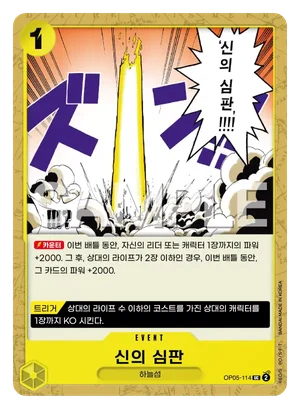 1
신의 심판,!!!!
ズン
!!!?
SAMPLE
카운터 이번 배틀 동안, 자신의 리더 또는 캐릭터 1장까지의 파워
+2000. 그 후, 상대의 라이프가 2장 이하인 경우, 이번 배틀 동안,
그 카드의 파워 +2000.
트리거 상대의 라이프 수 이하의 코스트를 가진 상대의 캐릭터를
1장까지 KO 시킨다.
EVENT
신의 심판
하늘섬
OP05-114 UC 2